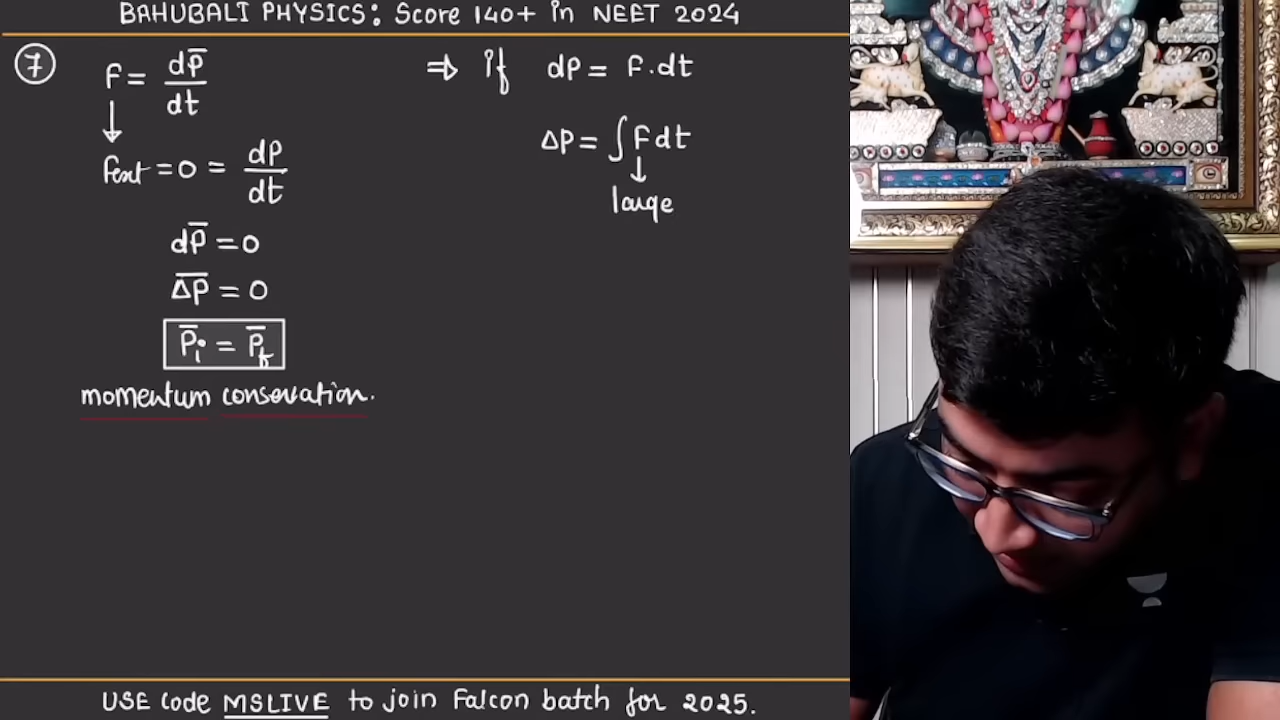 BAHUBALI PHYSICS: Score 140+ in NEET 2024
7
F = dP̅/dt
↓
Fext = 0 = dP/dt
dP̅ = 0
Δ̅P̅ = 0
P̅i = P̅f
momentum conservation.
⇒ if dP = F.dt
ΔP = ∫Fdt
↓
large
USE Code MSLIVE to join Falcon batch for 2025.